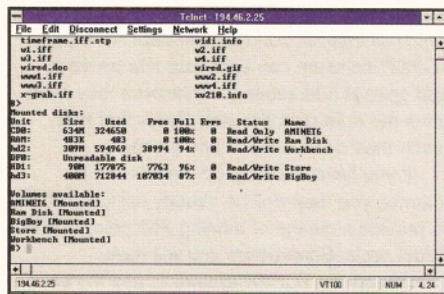 Telnet - 194.46.2.25
File Edit Disconnect Settings Network Help
timeframe.iff.stp vidi.info
w1.iff w2.iff
w3.iff w4.iff
wired.doc wired.gif
www1.iff www2.iff
www3.iff www4.iff
x-grab.iff xw210.info
8>
Mounted disks:
Unit Size Used Free Full Errs Status Name
CD0: 634M 324650 0 100% 0 Read Only AMINET6
RAM: 483K 483 0 100% 0 Read/Write Ram Disk
hd2: 309M 594969 38994 94% 0 Read/Write Workbench
DF0: Unreadable disk
HD1: 90M 177875 7763 96% 0 Read/Write Store
hd3: 400M 712844 107034 87% 0 Read/Write BigBoy
Volumes available:
AMINET6 [Mounted]
Ram Disk [Mounted]
BigBoy [Mounted]
Store [Mounted]
Workbench [Mounted]
8>
194.46.2.25 VT100 NUM 4, 24